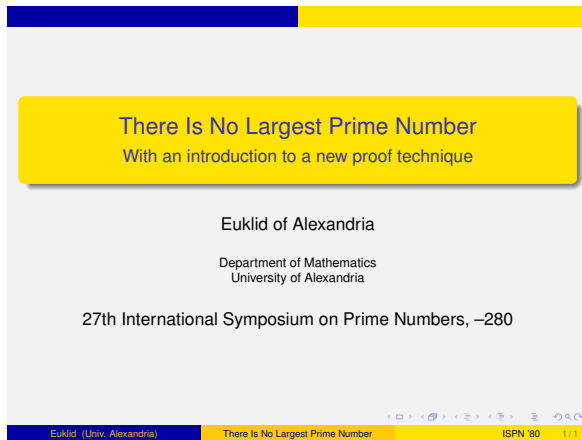 There Is No Largest Prime Number
With an introduction to a new proof technique
Euklid of Alexandria
Department of Mathematics
University of Alexandria
27th International Symposium on Prime Numbers, –280
Euklid (Univ. Alexandria) There Is No Largest Prime Number ISPN '80 1 / 1